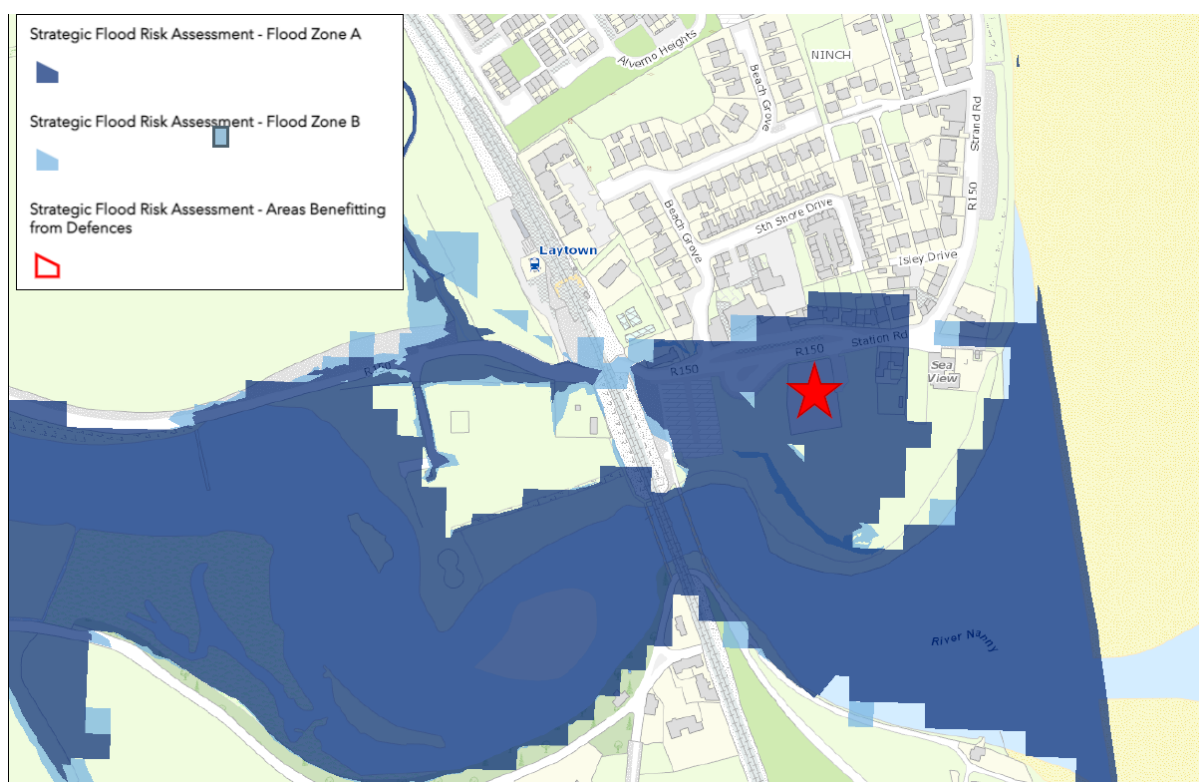 Strategic Flood Risk Assessment - Flood Zone A
Strategic Flood Risk Assessment - Flood Zone B
Strategic Flood Risk Assessment - Areas Benefitting
from Defences
Alverno Heights
NINCH
Beach Grove
Strand Rd
R150
Beach Grove
Sth Shore Drive
Laytown
Isley Drive
Station Rd
R150
R150
Sea
View
River Nanny